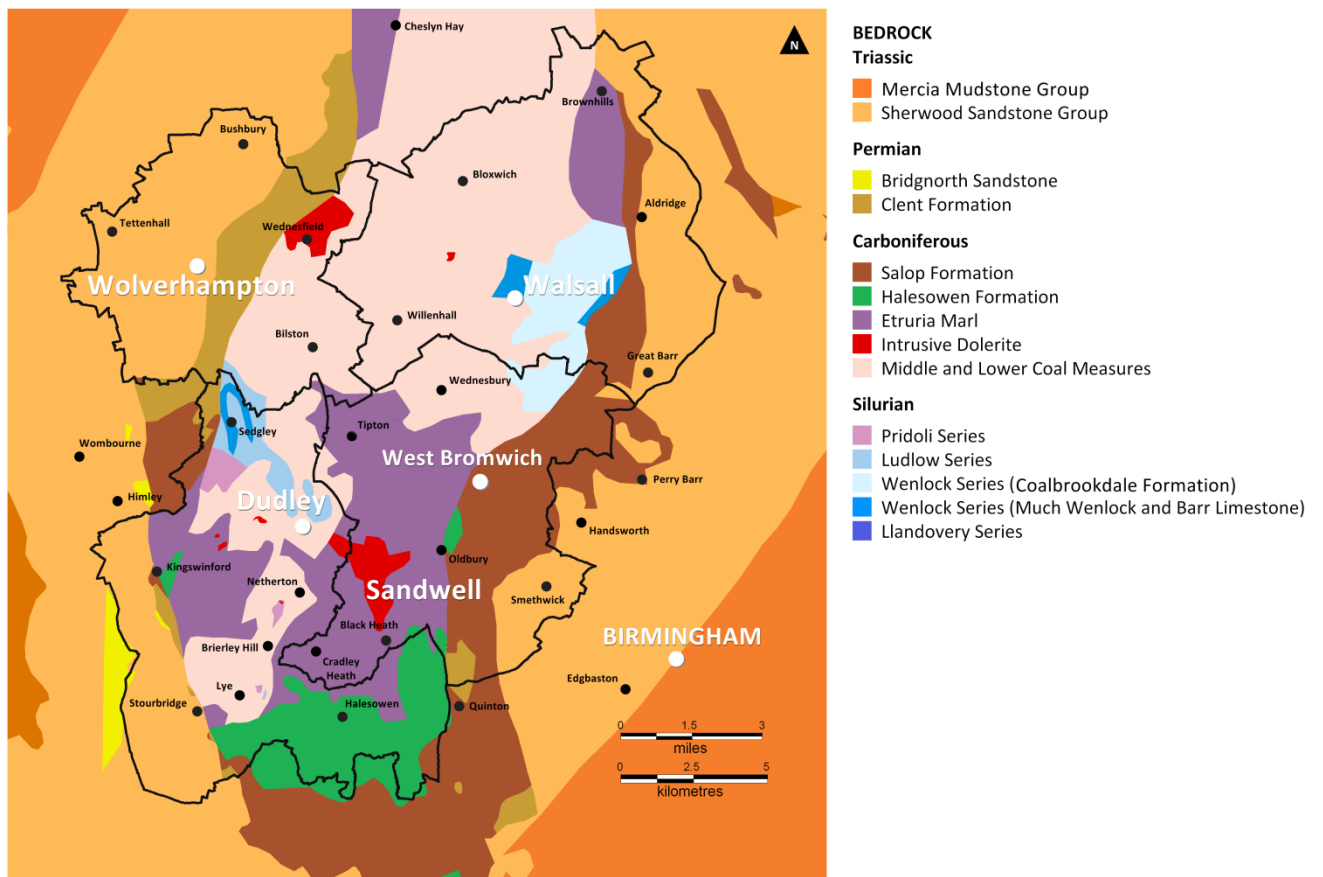 Cheslyn Hay
N
Brownhills
Bushbury
Bloxwich
Aldridge
Tettenhall
Wednesfield
Wolverhampton
Walsall
Willenhall
Bilston
Great Barr
Wednesbury
Sedgley
Tipton
Wombourne
West Bromwich
Perry Barr
Himley
Dudley
Handsworth
Oldbury
Kingswinford
Netherton
Sandwell
Smethwick
Black Heath
BIRMINGHAM
Brierley Hill
Cradley
Heath
Edgbaston
Lye
Stourbridge
Halesowen
Quinton
0 1.5 3
miles
0 2.5 5
kilometres
BEDROCK
Triassic
Mercia Mudstone Group
Sherwood Sandstone Group
Permian
Bridgnorth Sandstone
Clent Formation
Carboniferous
Salop Formation
Halesowen Formation
Etruria Marl
Intrusive Dolerite
Middle and Lower Coal Measures
Silurian
Pridoli Series
Ludlow Series
Wenlock Series (Coalbrookdale Formation)
Wenlock Series (Much Wenlock and Barr Limestone)
Llandovery Series